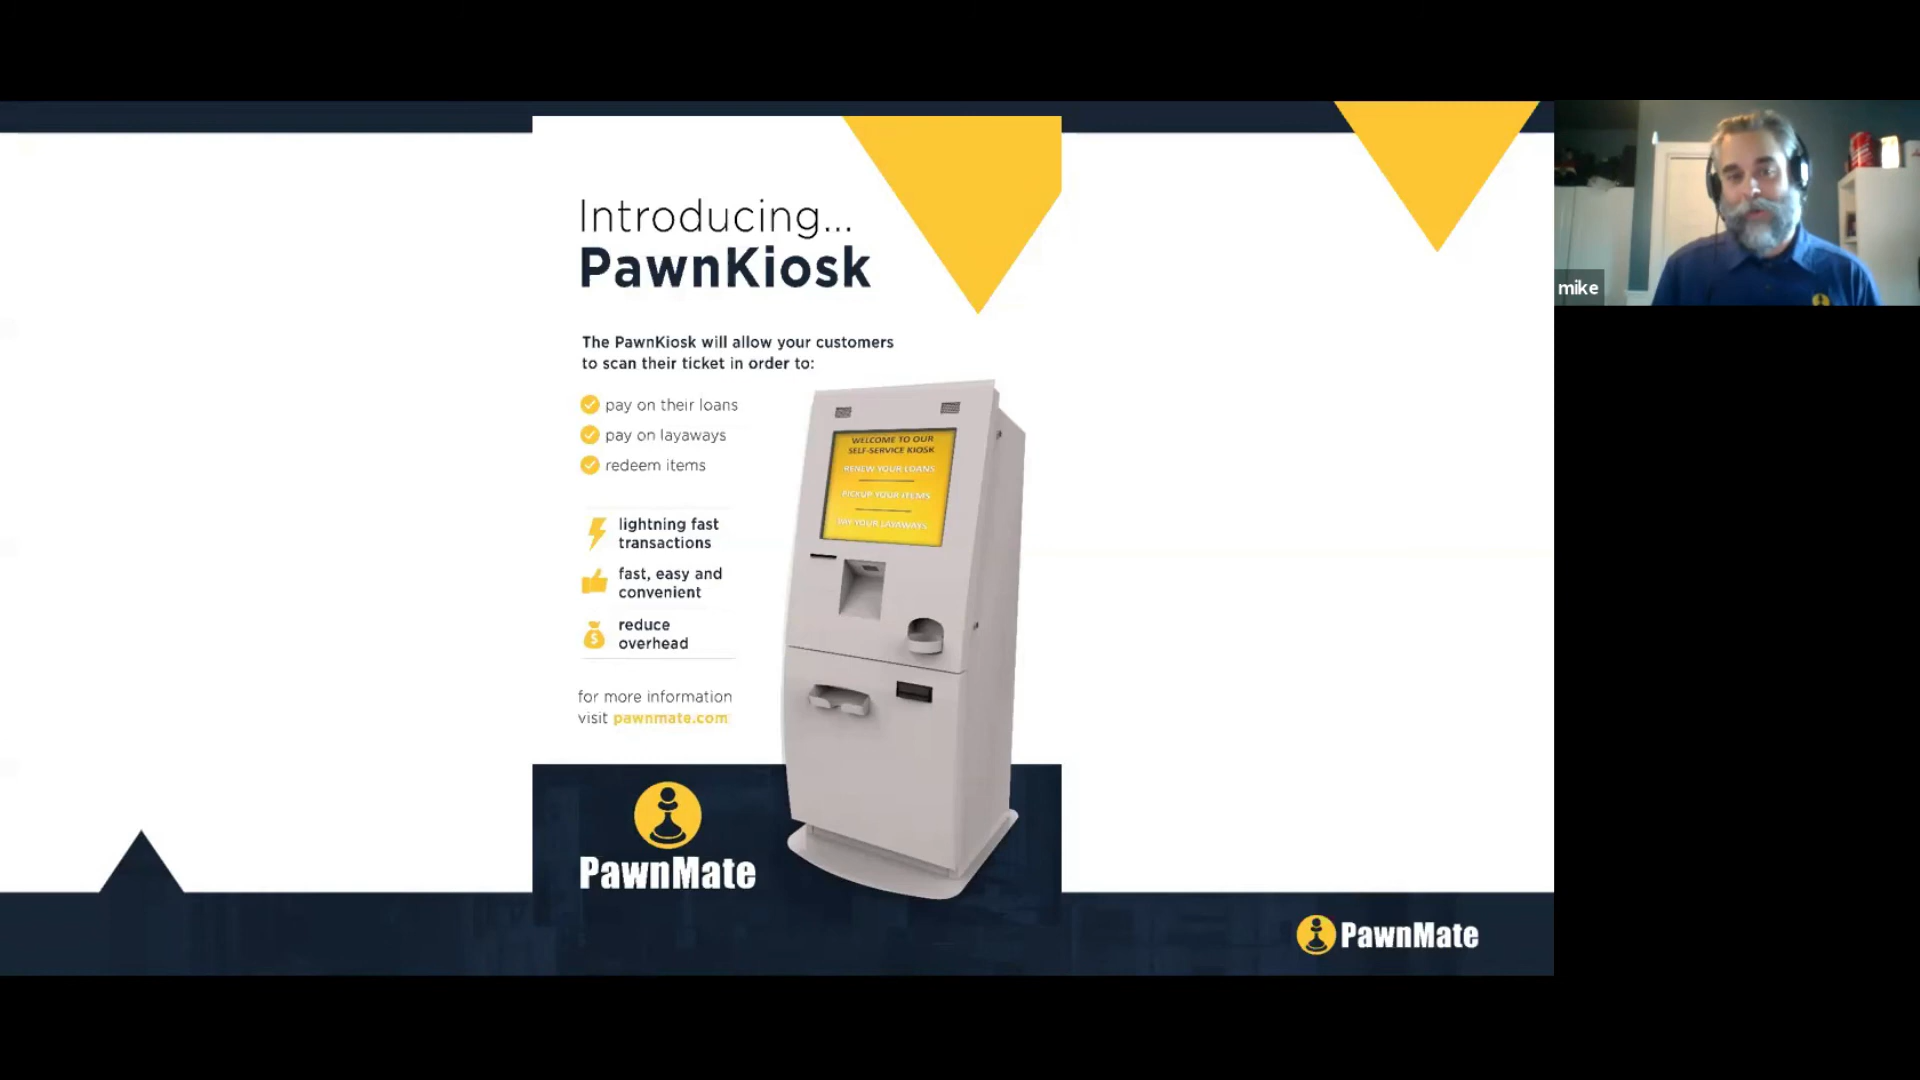 Introducing...
PawnKiosk
The PawnKiosk will allow your customers
to scan their ticket in order to:
pay on their loans
pay on layaways
redeem items
lightning fast
transactions
fast, easy and
convenient
reduce
overhead
for more information
visit pawnmate.com
WELCOME TO OUR
SELF-SERVICE KIOSK
RENEW YOUR LOANS
PICKUP YOUR ITEMS
PAY YOUR LAYAWAYS
PawnMate
PawnMate
mike